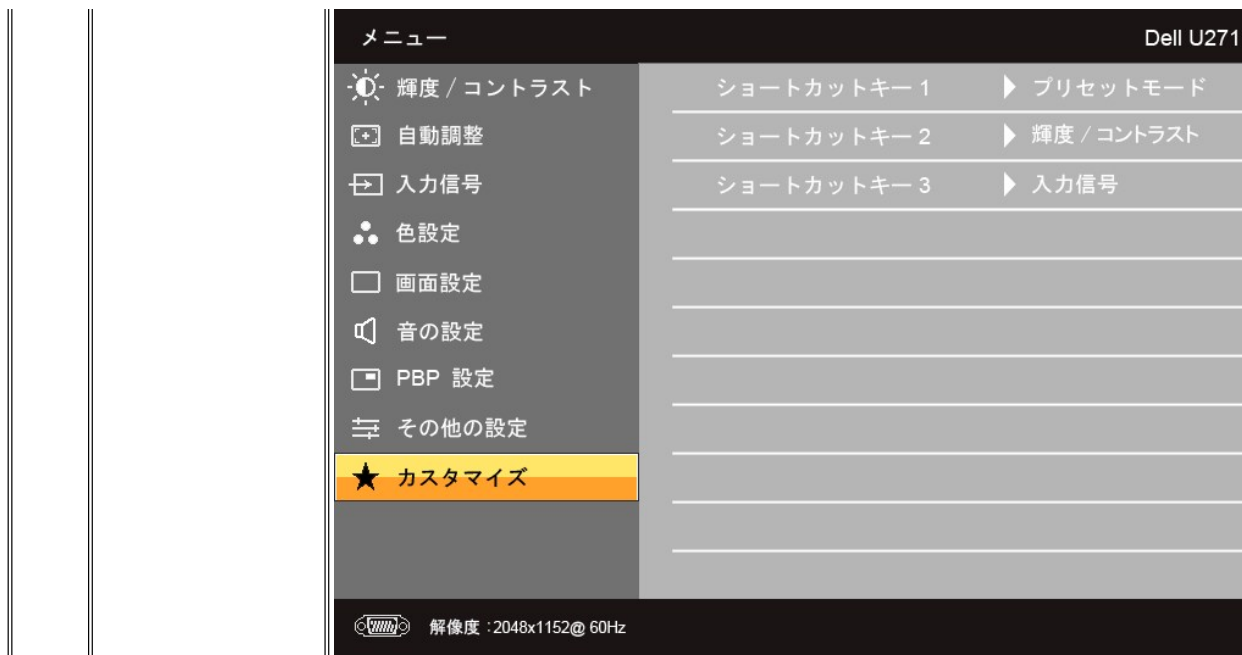 メニュー Dell U271
輝度 / コントラスト ショートカットキー 1 プリセットモード
自動調整 ショートカットキー 2 輝度 / コントラスト
入力信号 ショートカットキー 3 入力信号
色設定
画面設定
音の設定
PBP 設定
その他の設定
カスタマイズ
解像度 :2048x1152@ 60Hz